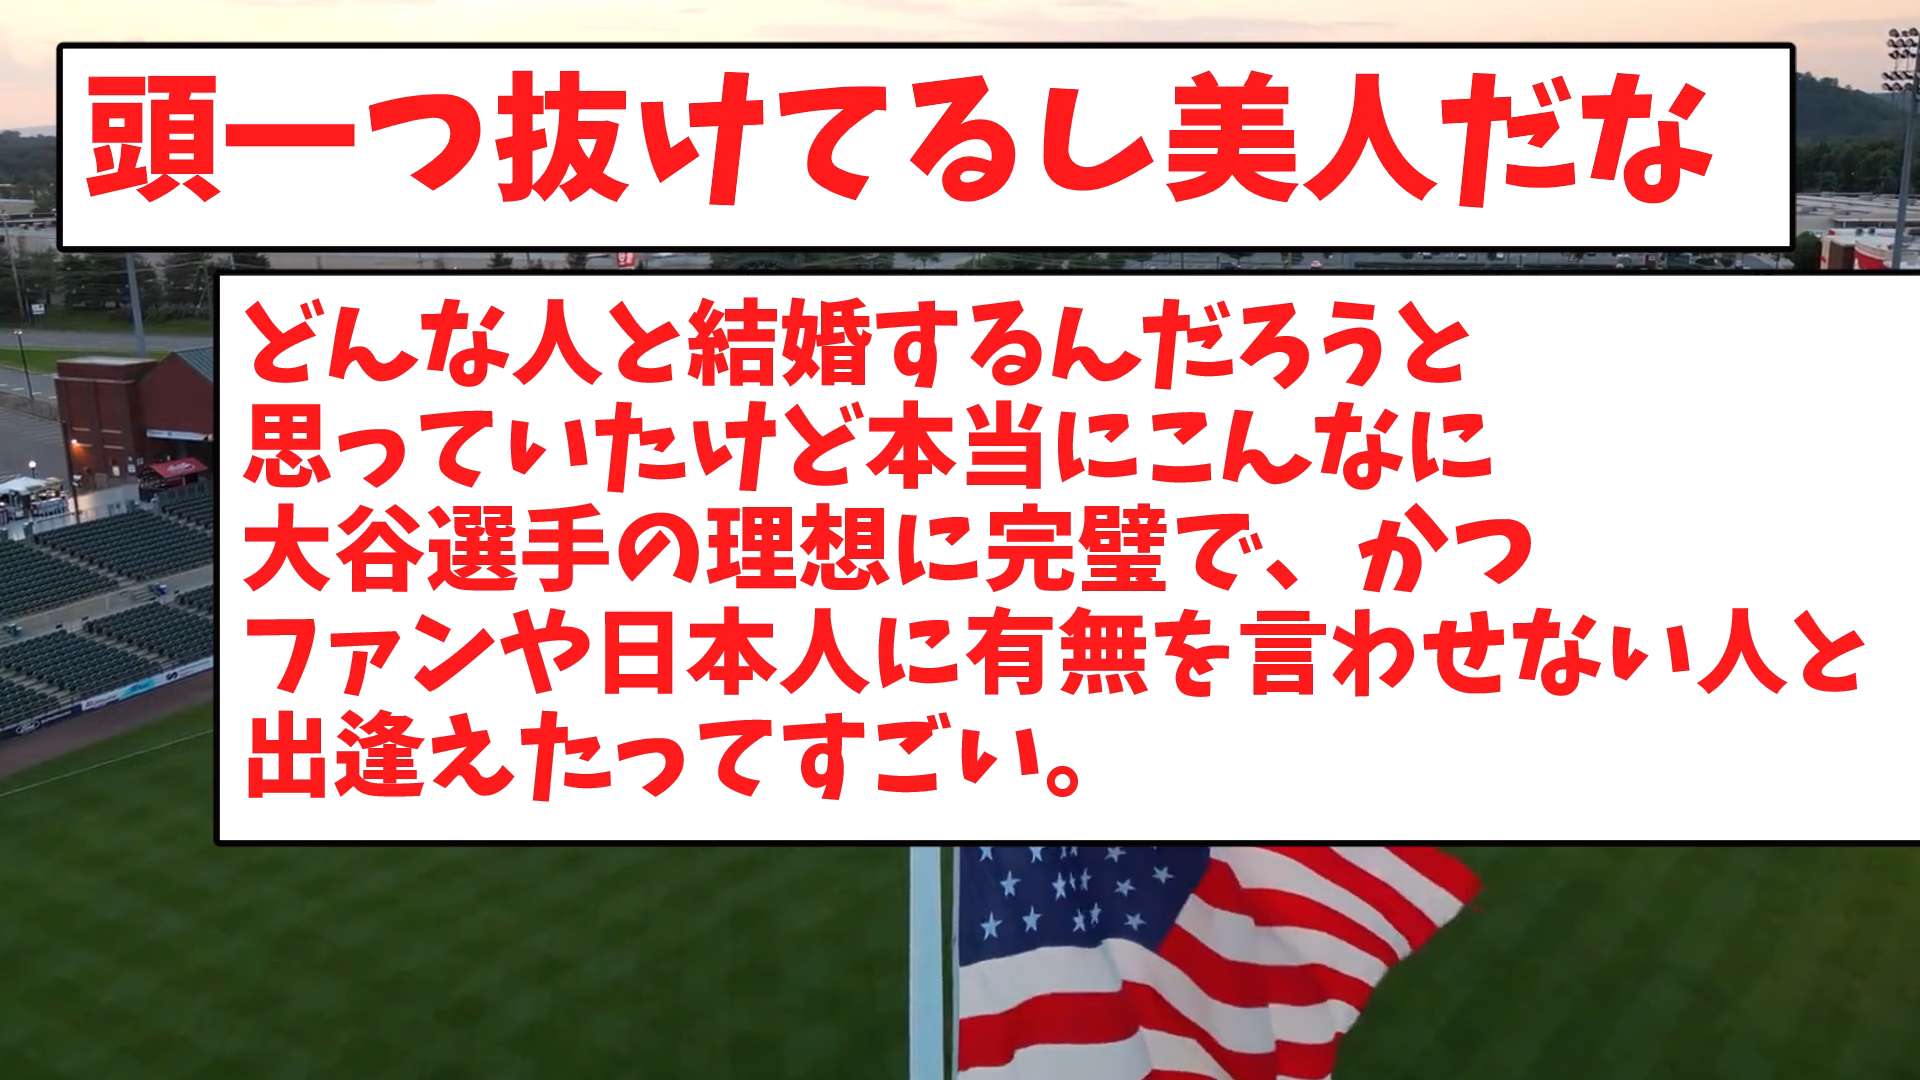 頭一つ抜けてるし美人だな
どんな人と結婚するんだろうと
思っていたけど本当にこんなに
大谷選手の理想に完璧で、かつ
ファンや日本人に有無を言わせない人と
出逢えたってすごい。